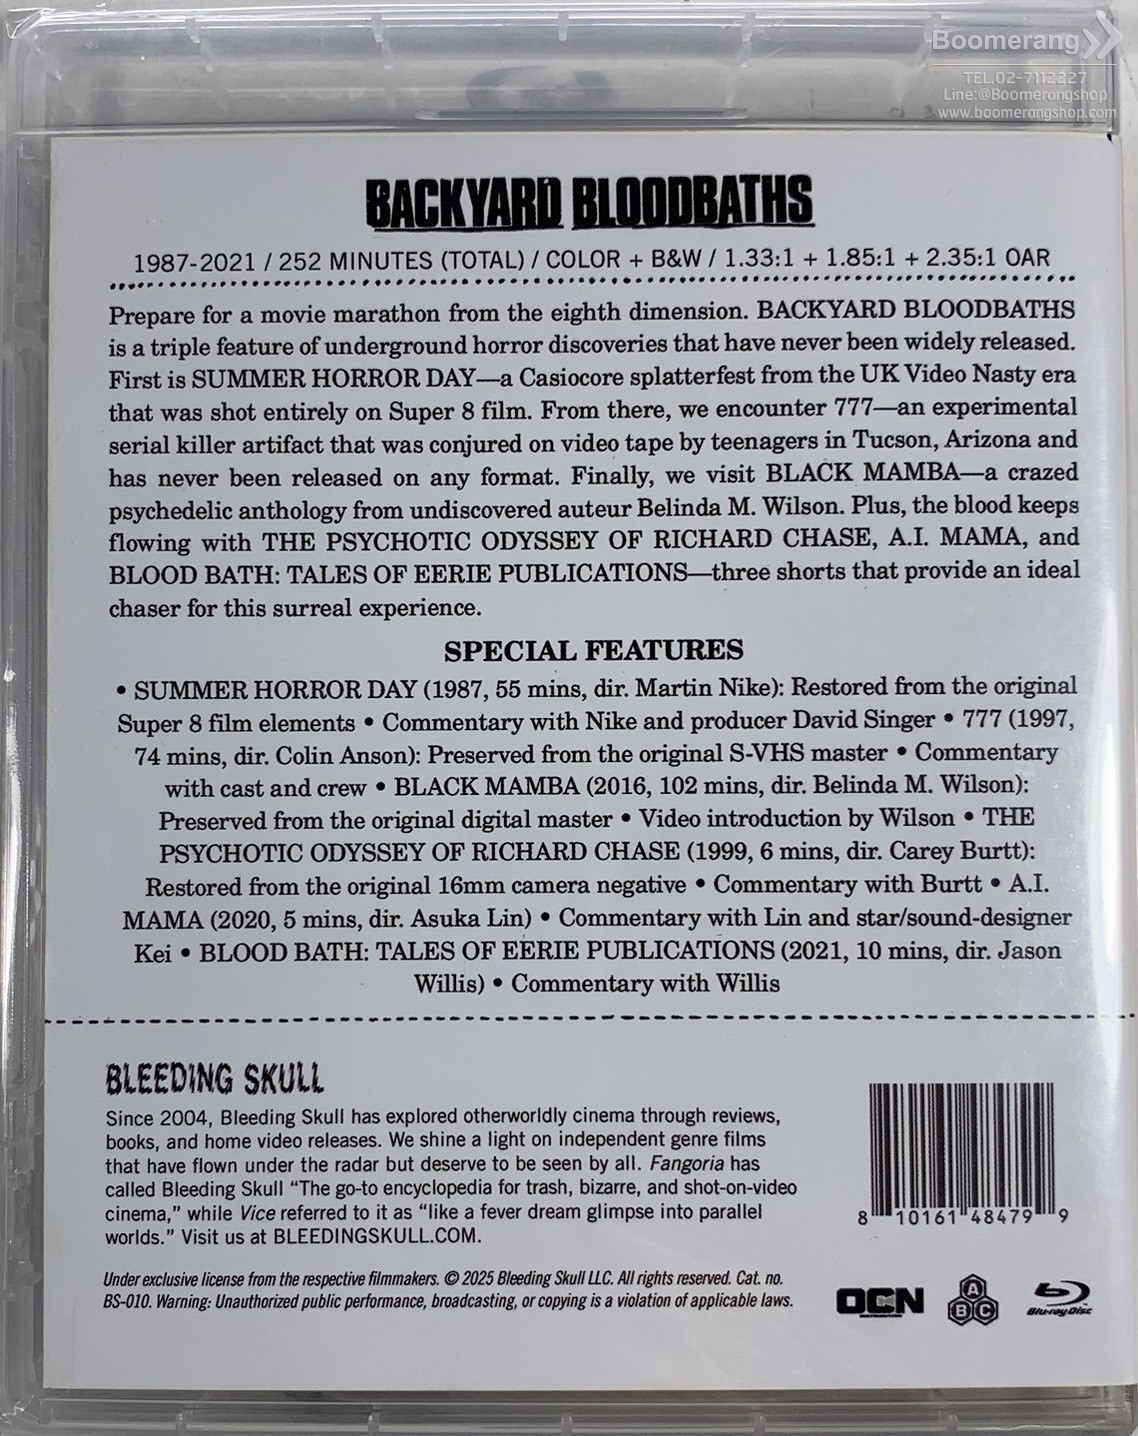 Boomerang
TEL.02-7112227
Line:@Boomerangshop
www.boomerangshop.com
BACKYARD BLOODBATHS
1987-2021 / 252 MINUTES (TOTAL) / COLOR + B&W / 1.33:1 + 1.85:1 + 2.35:1 OAR
Prepare for a movie marathon from the eighth dimension. BACKYARD BLOODBATHS
is a triple feature of underground horror discoveries that have never been widely released.
First is SUMMER HORROR DAY—a Casiocore splatterfest from the UK Video Nasty era
that was shot entirely on Super 8 film. From there, we encounter 777—an experimental
serial killer artifact that was conjured on video tape by teenagers in Tucson, Arizona and
has never been released on any format. Finally, we visit BLACK MAMBA—a crazed
psychedelic anthology from undiscovered auteur Belinda M. Wilson. Plus, the blood keeps
flowing with THE PSYCHOTIC ODYSSEY OF RICHARD CHASE, A.I. MAMA, and
BLOOD BATH: TALES OF EERIE PUBLICATIONS—three shorts that provide an ideal
chaser for this surreal experience.
SPECIAL FEATURES
• SUMMER HORROR DAY (1987, 55 mins, dir. Martin Nike): Restored from the original
Super 8 film elements • Commentary with Nike and producer David Singer • 777 (1997,
74 mins, dir. Colin Anson): Preserved from the original S-VHS master • Commentary
with cast and crew • BLACK MAMBA (2016, 102 mins, dir. Belinda M. Wilson):
Preserved from the original digital master • Video introduction by Wilson • THE
PSYCHOTIC ODYSSEY OF RICHARD CHASE (1999, 6 mins, dir. Carey Burtt):
Restored from the original 16mm camera negative • Commentary with Burtt • A.I.
MAMA (2020, 5 mins, dir. Asuka Lin) • Commentary with Lin and star/sound-designer
Kei • BLOOD BATH: TALES OF EERIE PUBLICATIONS (2021, 10 mins, dir. Jason
Willis) • Commentary with Willis
BLEEDING SKULL
Since 2004, Bleeding Skull has explored otherworldly cinema through reviews,
books, and home video releases. We shine a light on independent genre films
that have flown under the radar but deserve to be seen by all. Fangoria has
called Bleeding Skull “The go-to encyclopedia for trash, bizarre, and shot-on-video
cinema,” while Vice referred to it as “like a fever dream glimpse into parallel
worlds.” Visit us at BLEEDINGSKULL.COM.
8 10161 48479 9
Under exclusive license from the respective filmmakers. © 2025 Bleeding Skull LLC. All rights reserved. Cat. no.
BS-010. Warning: Unauthorized public performance, broadcasting, or copying is a violation of applicable laws.
OCN
A B C
Blu-ray Disc